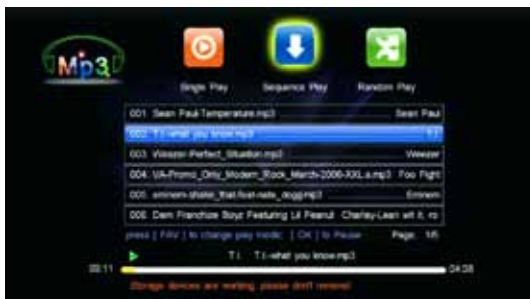 Mp3
Single Play
Sequence Play
Random Play
001 Sean Paul-Temperature.mp3 Sean Paul
002 T.I.-what you know.mp3 T.I.
003 Weezer-Perfect_Situation.mp3 Weezer
004 VA-Promo_Only_Modern_Rock_March-2006-XXL.a.mp3 Foo Fight
005 eminem-shake_that-feat-nate_dogg.mp3 Eminem
006 Dem Franchise Boyz Featuring Lil Peanut Charley-Lean wit it, ro
press [ FAV ] to change play mode; [ OK ] to Pause Page: 1/5
T.I. T.I.-what you know.mp3
00:11 04:08
Storage devices are working, please don't remove!